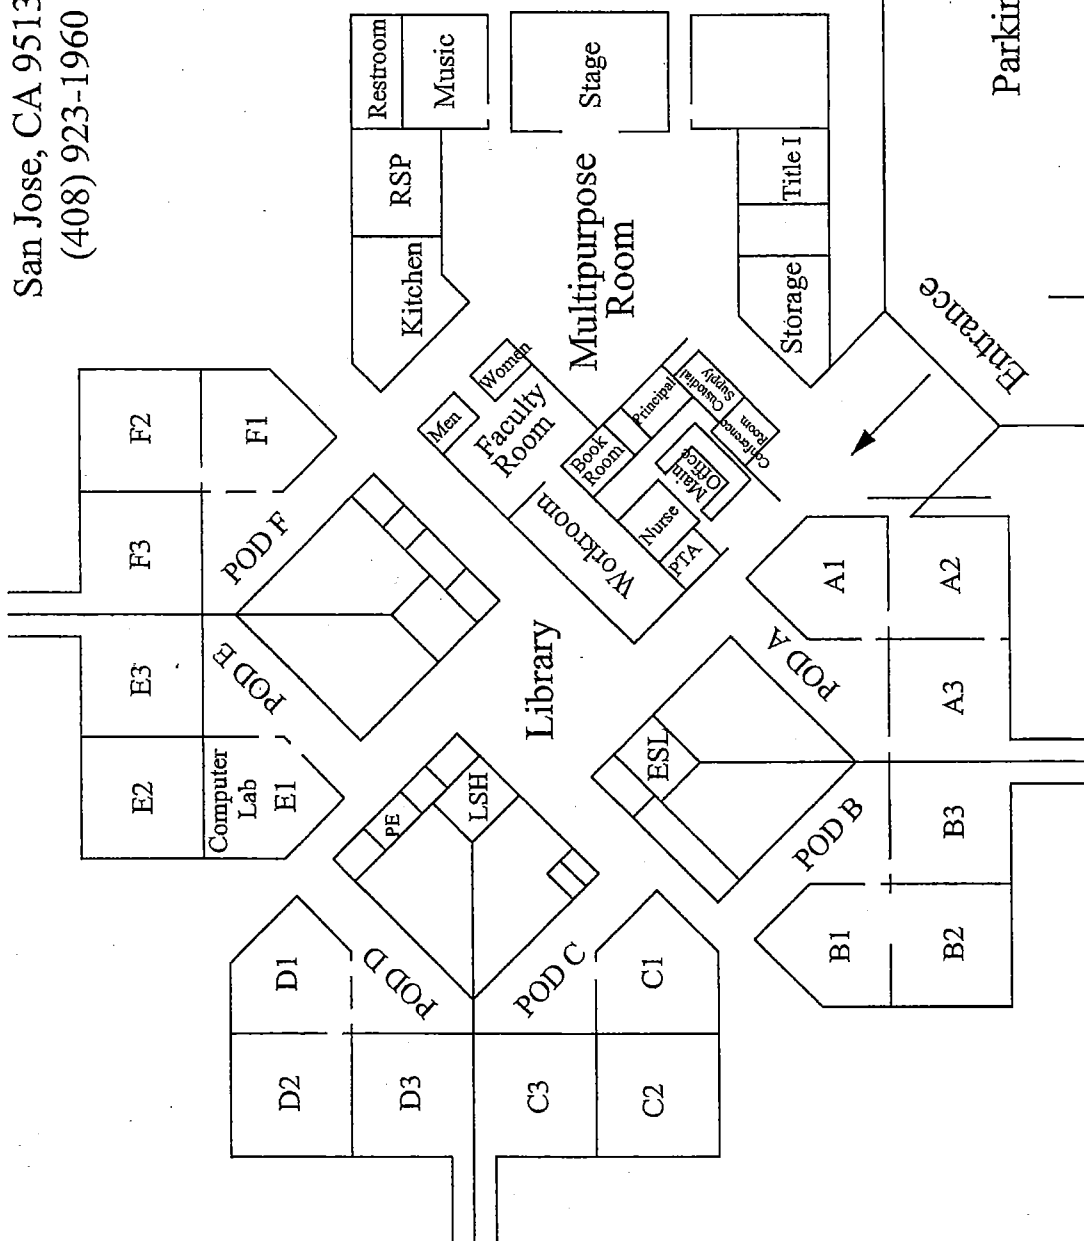 San Jose, CA 9513
(408) 923-1960
Restroom
Music
Stage
RSP
Kitchen
Multipurpose
Room
Title I
Storage
Parkin
Entrance
Women
Men
Faculty
Room
Book
Room
Principal
Custodial
Supply
Conference
Room
Main
Office
Nurse
PTA
Workroom
Library
F2
F1
F3
POD F
E3
POD E
E2
Computer
Lab
E1
PE
LSH
ESL
A1
A2
POD A
A3
POD B
B3
B1
B2
D1
POD D
D2
D3
POD C
C1
C3
C2